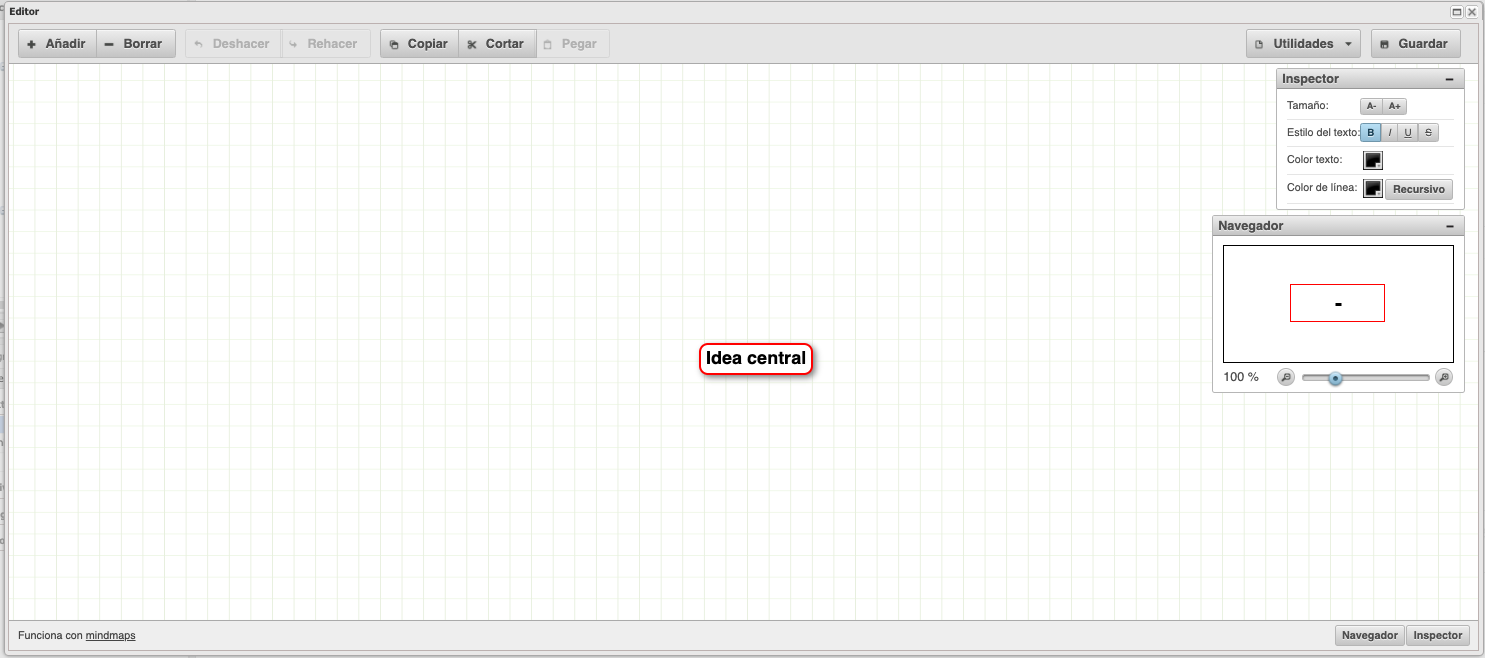 Editor
Añadir Borrar Deshacer Rehacer Copiar Cortar Pegar Utilidades Guardar
Inspector
Tamaño: A- A+
Estilo del texto: B I U S
Color texto:
Color de línea: Recursivo
Navegador
-
Idea central
100 %
Funciona con mindmaps Navegador Inspector